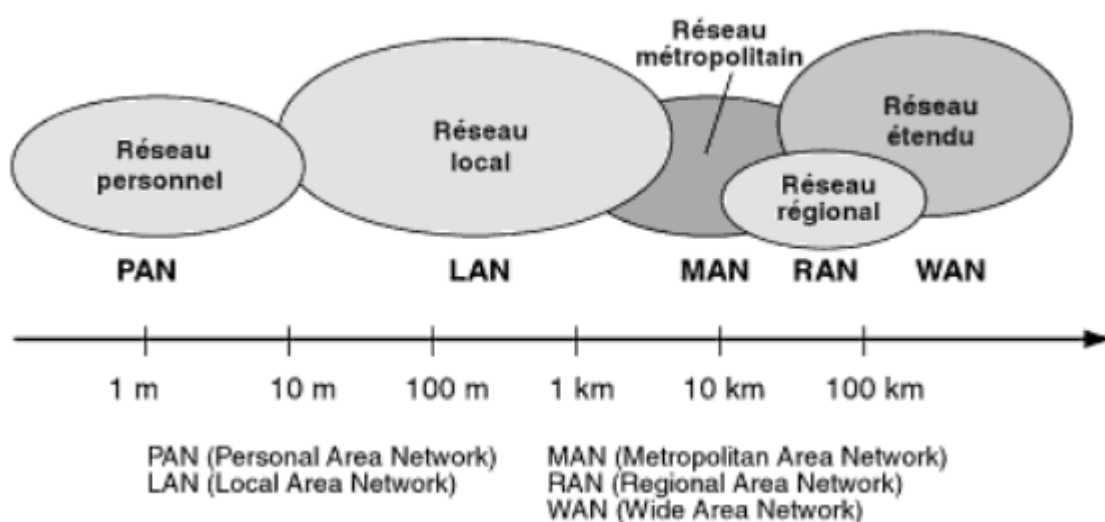 Réseau
métropolitain
Réseau
personnel
Réseau
local
Réseau
étendu
Réseau
régional
PAN LAN MAN RAN WAN
1 m 10 m 100 m 1 km 10 km 100 km
PAN (Personal Area Network)
LAN (Local Area Network)
MAN (Metropolitan Area Network)
RAN (Regional Area Network)
WAN (Wide Area Network)